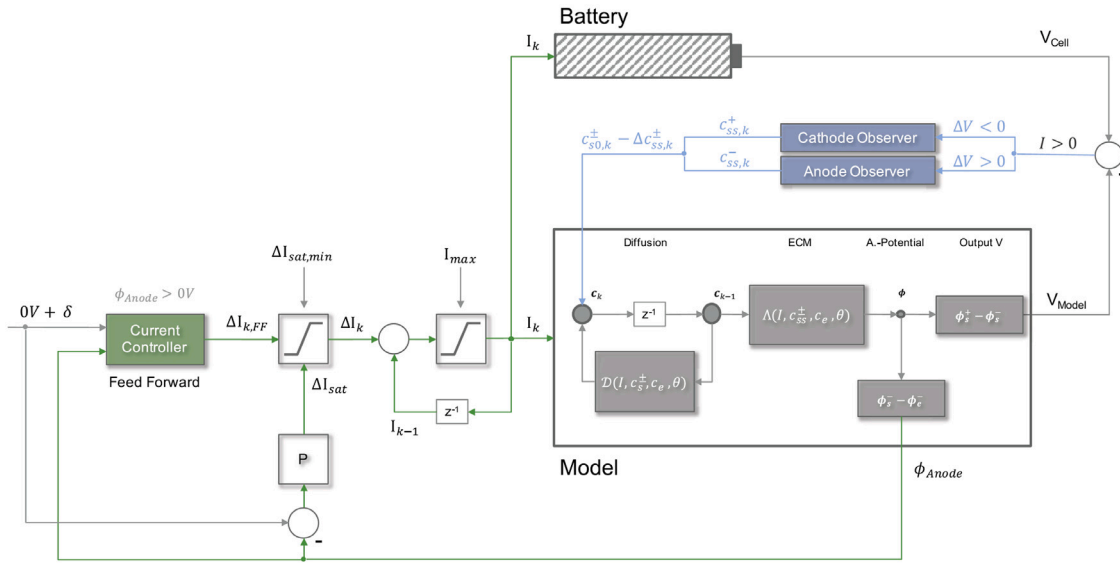 Battery
I_k
V_Cell
c^+_{ss,k}
c^±_{s0,k} − Δc^±_{ss,k}
Cathode Observer
ΔV < 0
I > 0
c^-_{ss,k}
Anode Observer
ΔV > 0
Diffusion
ECM
A.-Potential
Output V
ΔI_{sat,min}
I_max
ϕ_Anode > 0V
0V + δ
c_k
c_{k−1}
ϕ
V_Model
Current
Controller
ΔI_{k,FF}
ΔI_k
I_k
z⁻¹
Λ(I, c^±_{ss}, c_e, θ)
ϕ^+_s − ϕ^-_s
Feed Forward
ΔI_sat
𝒟(I, c^±_s, c_e, θ)
ϕ^-_s − ϕ^-_e
z⁻¹
I_{k−1}
P
Model
ϕ_Anode
-